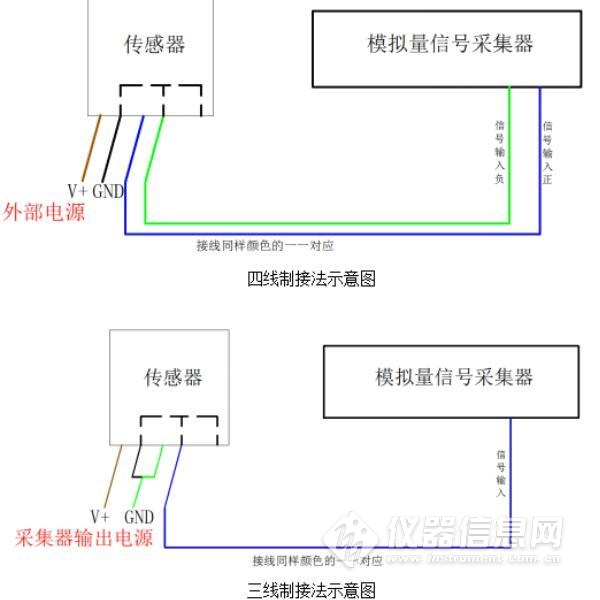 传感器
模拟量信号采集器
信号输入负
信号输入正
V+ GND
外部电源
接线同样颜色的一一对应
四线制接法示意图
传感器
模拟量信号采集器
信号输入
V+ GND
采集器输出电源
仪器信息网
接线同样颜色的一一对应
www.instrument.com.cn
三线制接法示意图